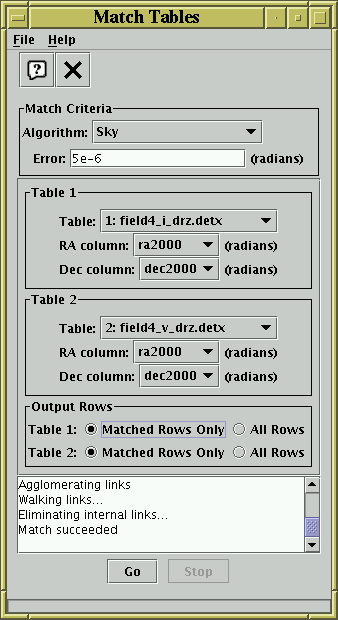 Match Tables
File Help
Match Criteria
Algorithm: Sky
Error: 5e-6 (radians)
Table 1
Table: 1: field4_i_drz.detx
RA column: ra2000 (radians)
Dec column: dec2000 (radians)
Table 2
Table: 2: field4_v_drz.detx
RA column: ra2000 (radians)
Dec column: dec2000 (radians)
Output Rows
Table 1: Matched Rows Only All Rows
Table 2: Matched Rows Only All Rows
Agglomerating links
Walking links...
Eliminating internal links...
Match succeeded
Go Stop